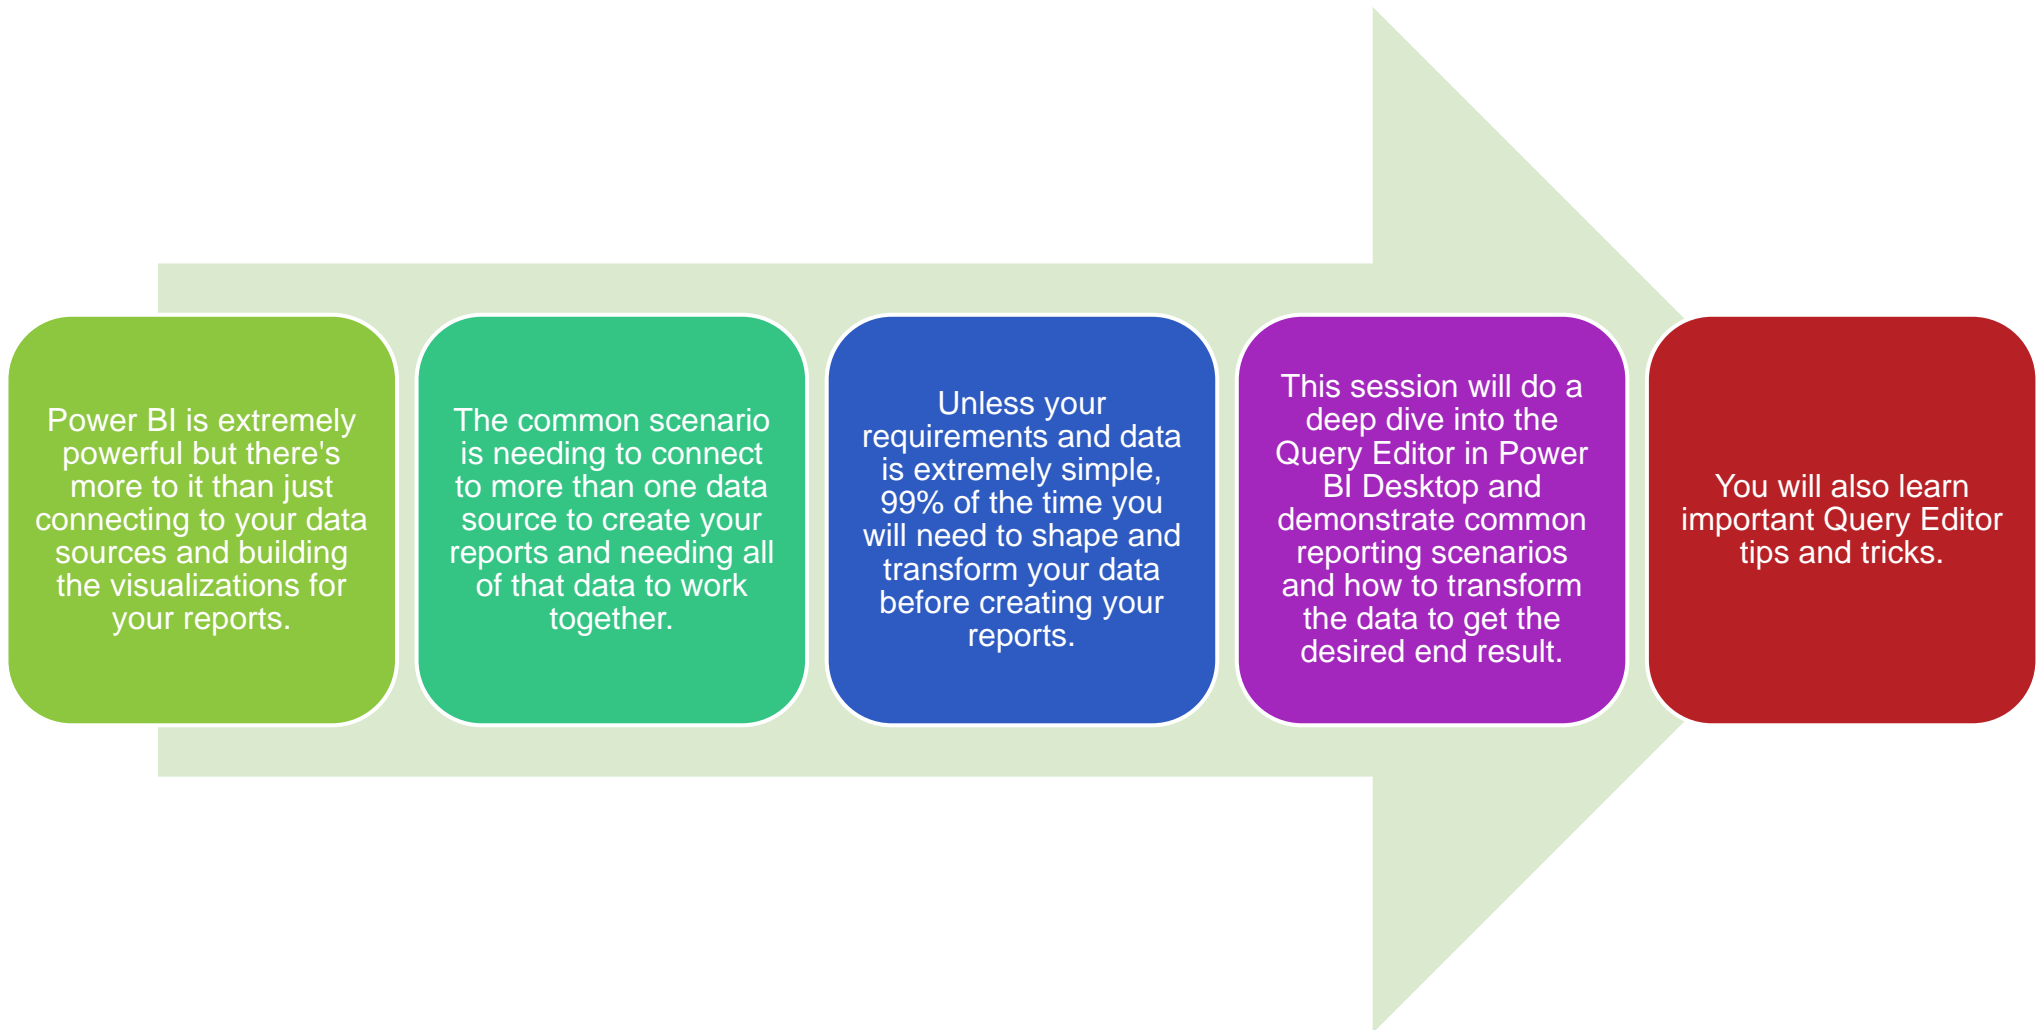 Power BI is extremely
powerful but there's
more to it than just
connecting to your data
sources and building
the visualizations for
your reports.
The common scenario
is needing to connect
to more than one data
source to create your
reports and needing all
of that data to work
together.
Unless your
requirements and data
is extremely simple,
99% of the time you
will need to shape and
transform your data
before creating your
reports.
This session will do a
deep dive into the
Query Editor in Power
BI Desktop and
demonstrate common
reporting scenarios
and how to transform
the data to get the
desired end result.
You will also learn
important Query Editor
tips and tricks.